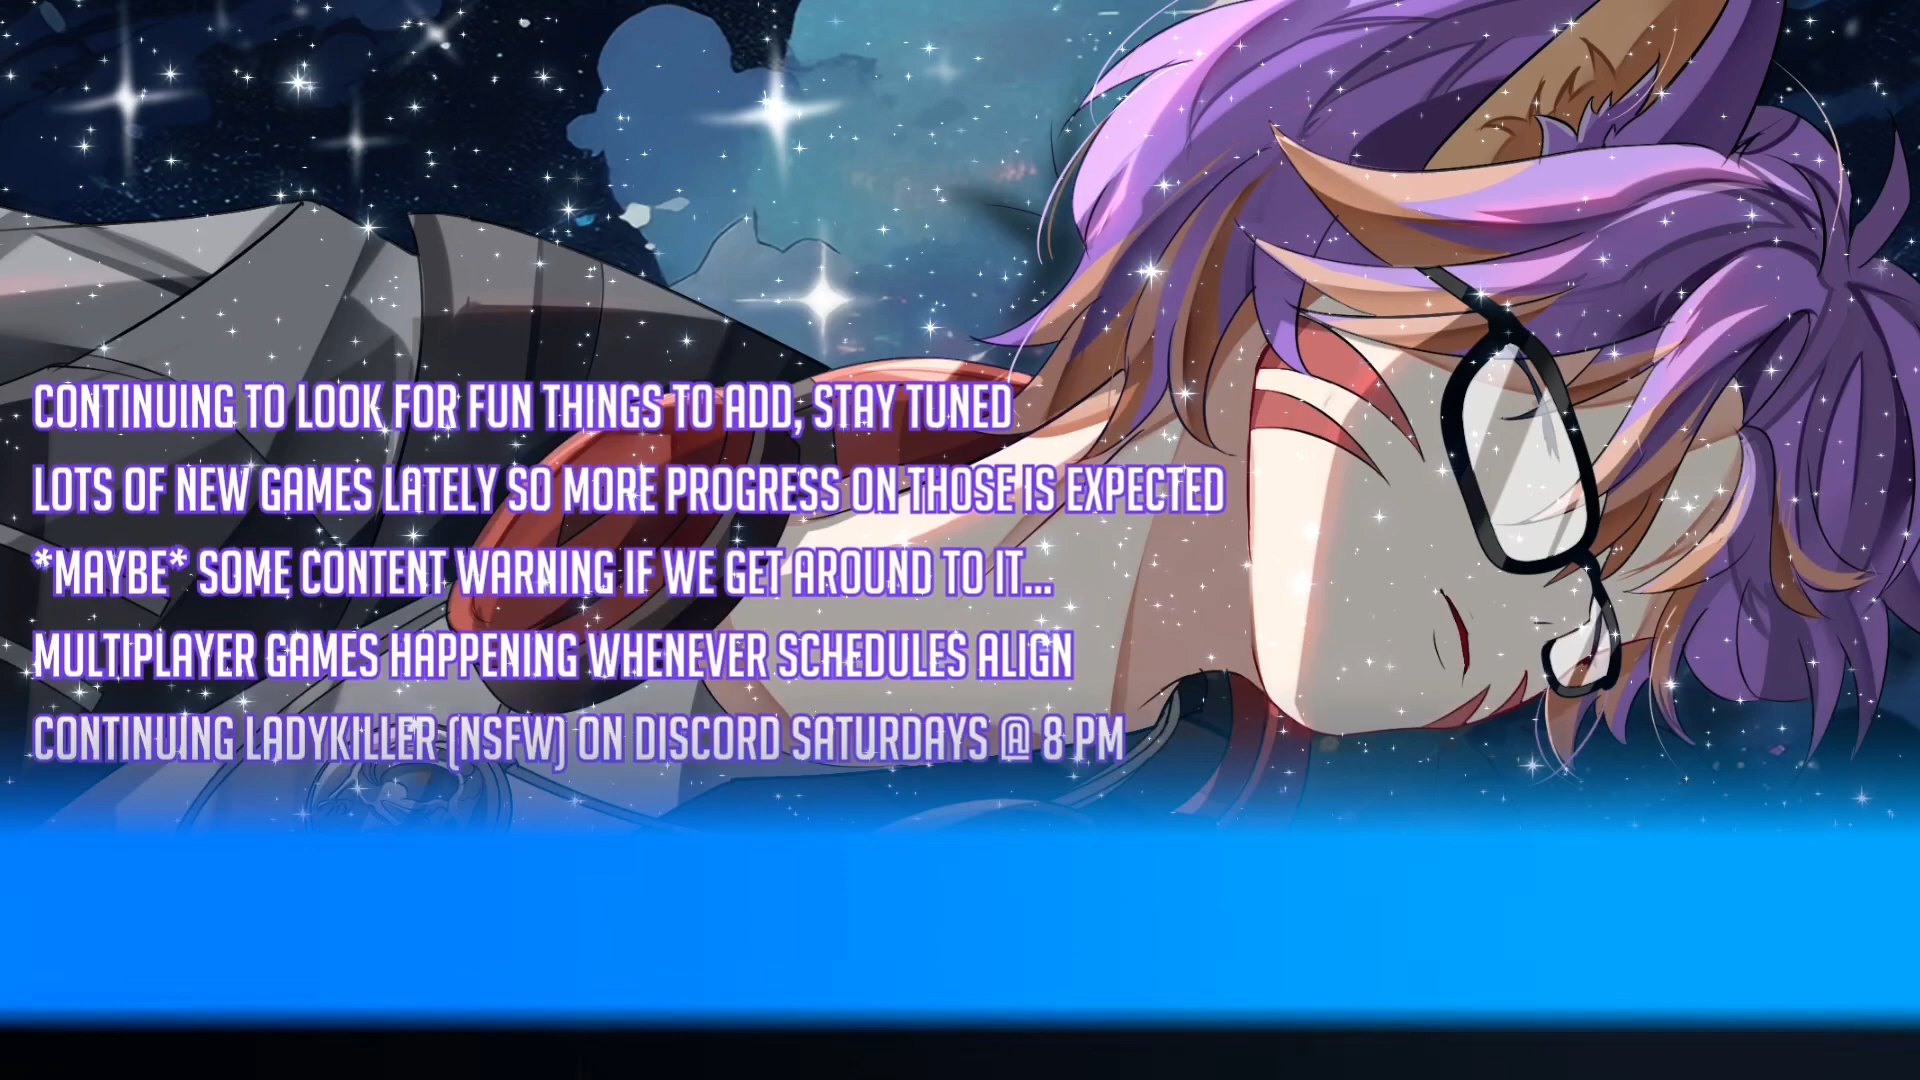 CONTINUING TO LOOK FOR FUN THINGS TO ADD, STAY TUNED
LOTS OF NEW GAMES LATELY SO MORE PROGRESS ON THOSE IS EXPECTED
*MAYBE* SOME CONTENT WARNING IF WE GET AROUND TO IT...
MULTIPLAYER GAMES HAPPENING WHENEVER SCHEDULES ALIGN
CONTINUING LADYKILLER (NSFW) ON DISCORD SATURDAYS @ 8 PM